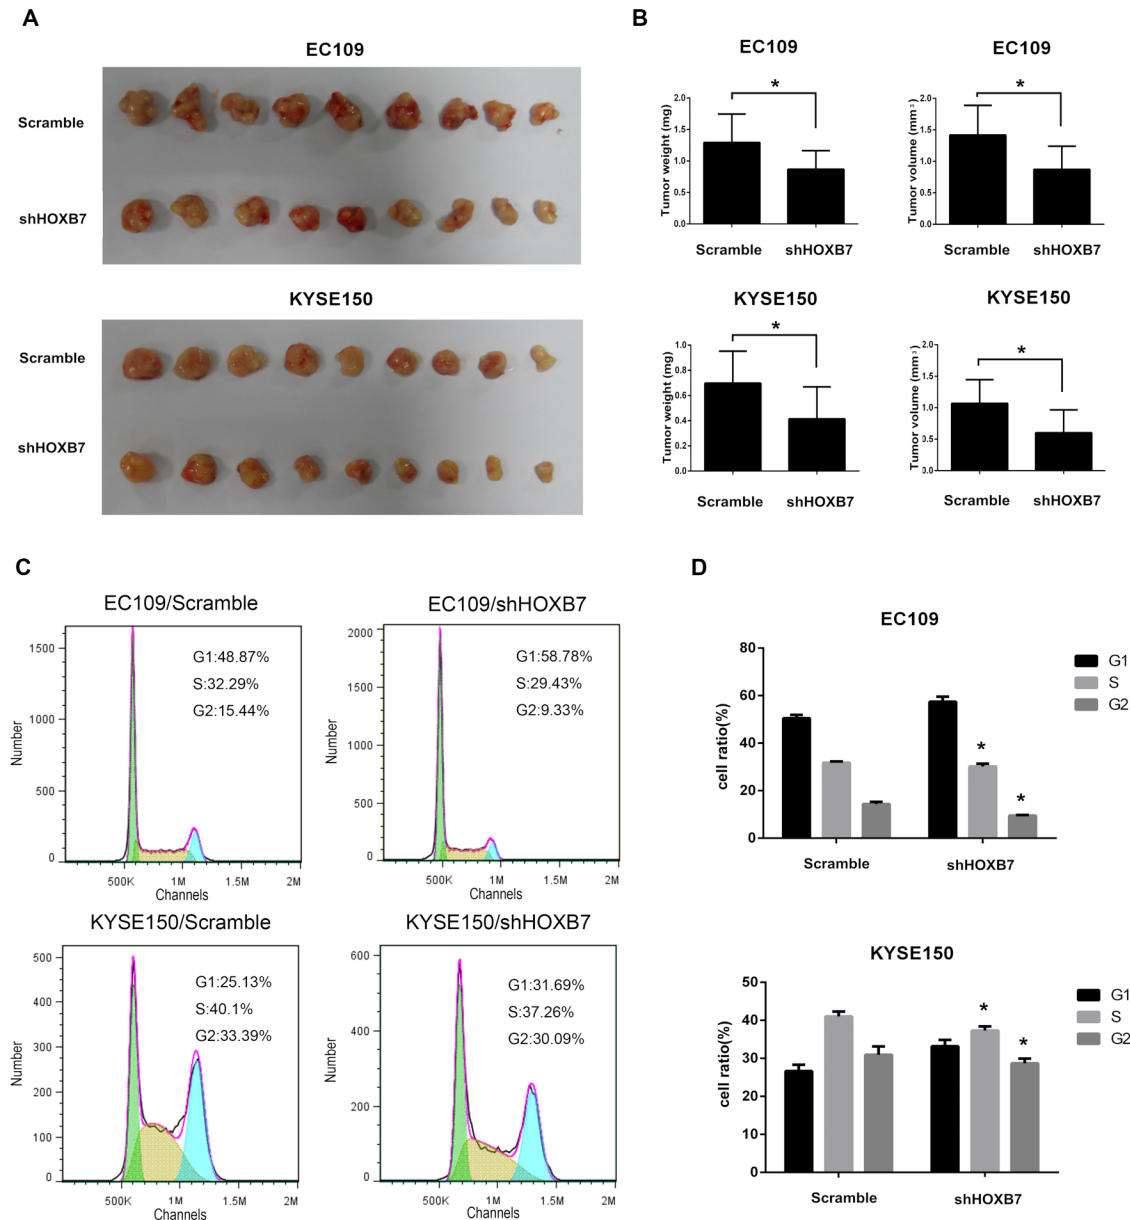 A
EC109
Scramble
shHOXB7
KYSE150
Scramble
shHOXB7
B
EC109
*
Tumor weight (mg)
2.0
1.5
1.0
0.5
0.0
Scramble shHOXB7
EC109
*
Tumor volume (mm³)
2.0
1.5
1.0
0.5
0.0
Scramble shHOXB7
KYSE150
*
Tumor weight (mg)
1.0
0.8
0.6
0.4
0.2
0.0
Scramble shHOXB7
KYSE150
*
Tumor volume (mm³)
2.0
1.5
1.0
0.5
0.0
Scramble shHOXB7
C
EC109/Scramble
G1:48.87%
S:32.29%
G2:15.44%
Number
1500
1000
500
0
500K 1M 1.5M 2M
Channels
EC109/shHOXB7
G1:58.78%
S:29.43%
G2:9.33%
Number
2000
1500
1000
500
0
500K 1M 1.5M 2M
Channels
KYSE150/Scramble
G1:25.13%
S:40.1%
G2:33.39%
Number
500
400
300
200
100
0
500K 1M 1.5M 2M
Channels
KYSE150/shHOXB7
G1:31.69%
S:37.26%
G2:30.09%
Number
600
400
200
0
500K 1M 1.5M 2M
Channels
D
EC109
cell ratio(%)
80
60
40
20
0
* *
Scramble shHOXB7
G1
S
G2
KYSE150
cell ratio(%)
50
40
30
20
10
0
* *
Scramble shHOXB7
G1
S
G2